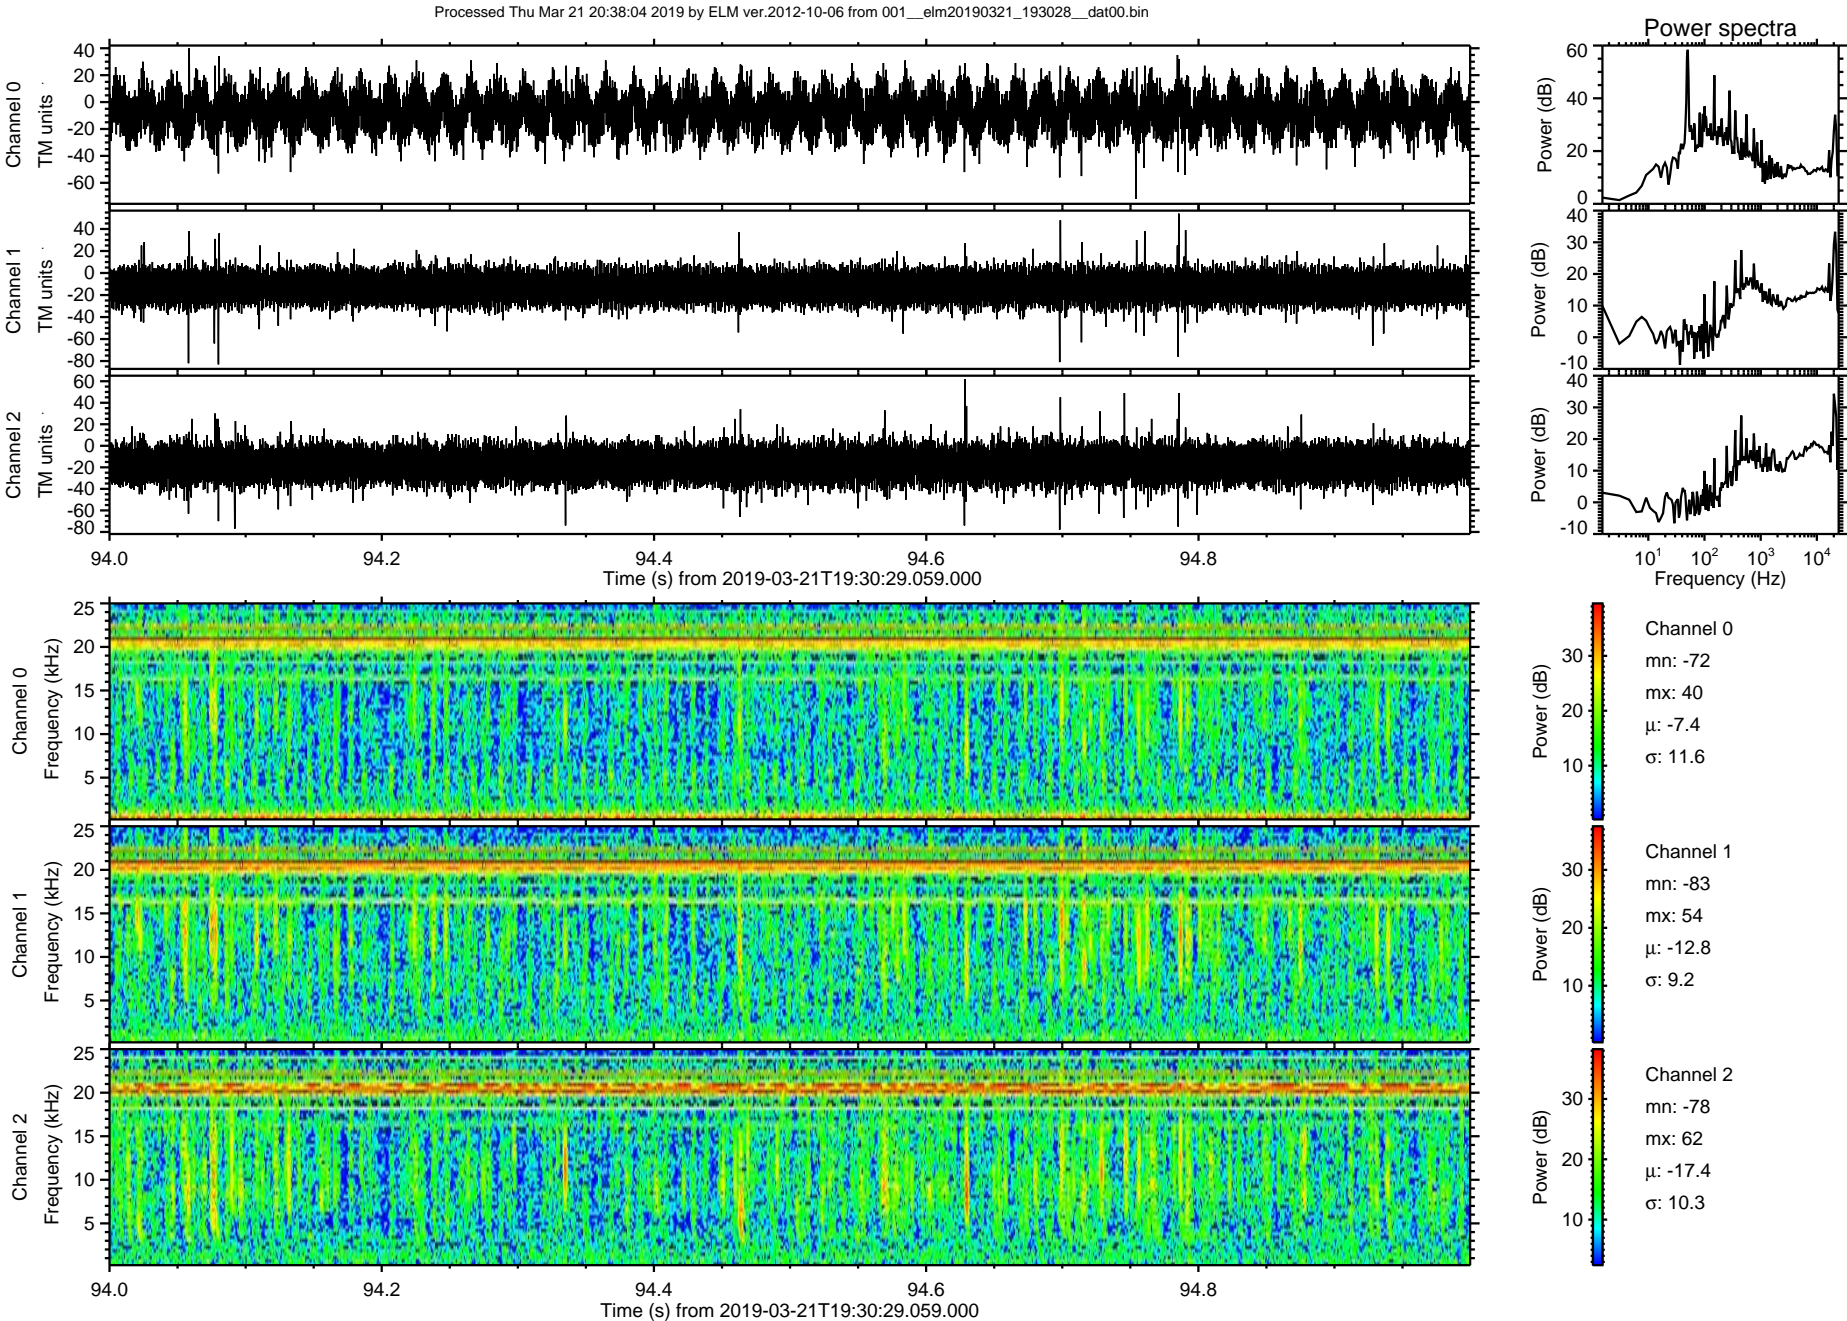 Processed Thu Mar 21 20:38:04 2019 by ELM ver.2012-10-06 from 001__elm20190321_193028__dat00.bin
Power spectra
Channel 0
TM units
40
20
0
-20
-40
-60
Power (dB)
60
40
20
0
Channel 1
TM units
40
20
0
-20
-40
-60
-80
Power (dB)
40
30
20
10
0
-10
Channel 2
TM units
60
40
20
0
-20
-40
-60
-80
Power (dB)
40
30
20
10
0
-10
94.0 94.2 94.4 94.6 94.8
Time (s) from 2019-03-21T19:30:29.059.000
10^1 10^2 10^3 10^4
Frequency (Hz)
Channel 0
Frequency (kHz)
25
20
15
10
5
Power (dB)
30
20
10
Channel 0
mn: -72
mx: 40
μ: -7.4
σ: 11.6
Channel 1
Frequency (kHz)
25
20
15
10
5
Power (dB)
30
20
10
Channel 1
mn: -83
mx: 54
μ: -12.8
σ: 9.2
Channel 2
Frequency (kHz)
25
20
15
10
5
Power (dB)
30
20
10
Channel 2
mn: -78
mx: 62
μ: -17.4
σ: 10.3
94.0 94.2 94.4 94.6 94.8
Time (s) from 2019-03-21T19:30:29.059.000